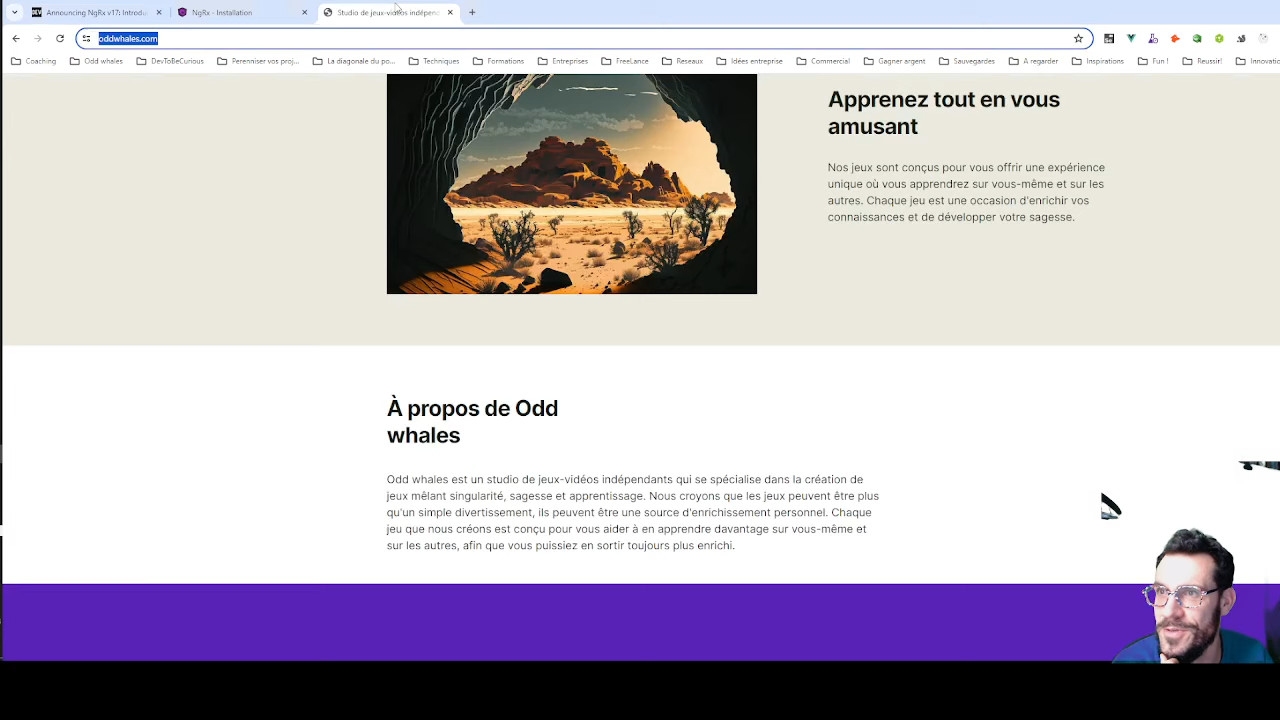 DEV Announcing NgRx v17: Introdu
NgRx - Installation
Studio de jeux-vidéos indépend
oddwhales.com
Coaching
Odd whales
DevToBeCurious
Perenniser vos proj...
La diagonale du po...
Techniques
Formations
Entreprises
FreeLance
Reseaux
Idées entreprise
Commercial
Gagner argent
Sauvegardes
A regarder
Inspirations
Fun !
Reussir!
Innovatio
Apprenez tout en vous
amusant
Nos jeux sont conçus pour vous offrir une expérience
unique où vous apprendrez sur vous-même et sur les
autres. Chaque jeu est une occasion d'enrichir vos
connaissances et de développer votre sagesse.
À propos de Odd
whales
Odd whales est un studio de jeux-vidéos indépendants qui se spécialise dans la création de
jeux mêlant singularité, sagesse et apprentissage. Nous croyons que les jeux peuvent être plus
qu'un simple divertissement, ils peuvent être une source d'enrichissement personnel. Chaque
jeu que nous créons est conçu pour vous aider à en apprendre davantage sur vous-même et
sur les autres, afin que vous puissiez en sortir toujours plus enrichi.